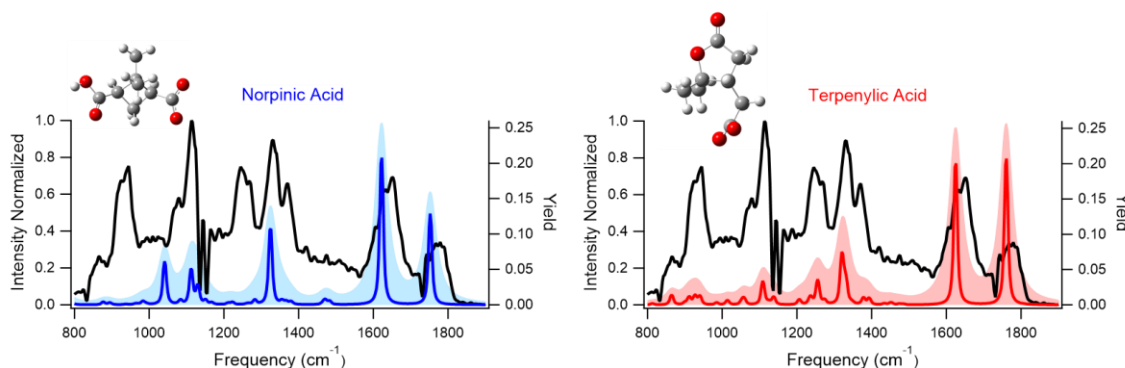 Norpinic Acid
Intensity Normalized
1.0
0.8
0.6
0.4
0.2
0.0
0.25
0.20
0.15
0.10
0.05
0.00
Yield
800 1000 1200 1400 1600 1800
Frequency (cm⁻¹)
Terpenylic Acid
Intensity Normalized
1.0
0.8
0.6
0.4
0.2
0.0
0.25
0.20
0.15
0.10
0.05
0.00
Yield
800 1000 1200 1400 1600 1800
Frequency (cm⁻¹)